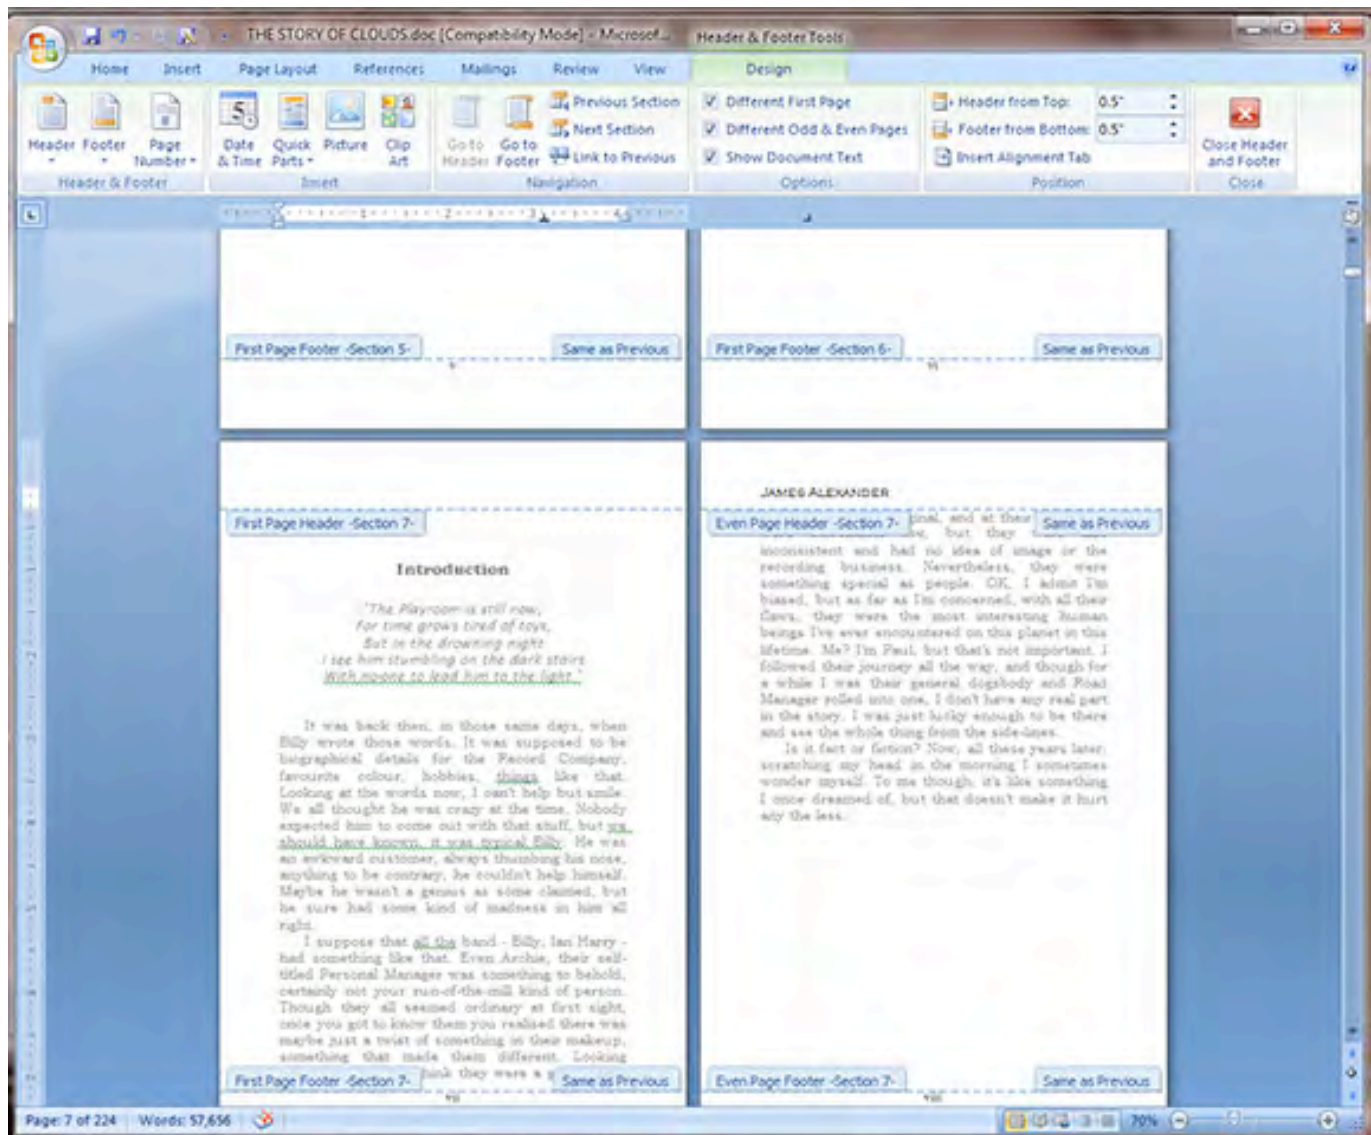 THE STORY OF CLOUDS.doc [Compatibility Mode] - Microsof...
Header & Footer Tools
Home Insert Page Layout References Mailings Review View Design
Header Footer Page Number
Date & Time Quick Parts Picture Clip Art
Go to Header Go to Footer
Previous Section
Next Section
Link to Previous
Different First Page
Different Odd & Even Pages
Show Document Text
Header from Top: 0.5"
Footer from Bottom: 0.5"
Insert Alignment Tab
Close Header and Footer
Header & Footer Insert Navigation Options Position Close
First Page Footer -Section 5- Same as Previous
v
First Page Footer -Section 6- Same as Previous
vi
First Page Header -Section 7-
Introduction
"The Playroom is still now,
For time grows tired of toys,
But in the drowning night
I see him stumbling on the dark stairs
With no-one to lead him to the light."
It was back then, in those same days, when
Billy wrote those words. It was supposed to be
biographical details for the Record Company,
favourite colour, hobbies, things like that.
Looking at the words now, I can't help but smile.
We all thought he was crazy at the time. Nobody
expected him to come out with that stuff, but we
should have known, it was typical Billy. He was
an awkward customer, always thumbing his nose,
anything to be contrary, he couldn't help himself.
Maybe he wasn't a genius as some claimed, but
he sure had some kind of madness in him all
right.
I suppose that all the band - Billy, Ian Harry -
had something like that. Even Archie, their self-
titled Personal Manager was something to behold,
certainly not your run-of-the-mill kind of person.
Though they all seemed ordinary at first sight,
once you got to know them you realised there was
maybe just a twist of something in their makeup,
something that made them different. Looking
they were a
First Page Footer -Section 7- Same as Previous
vii
JAMES ALEXANDER
Even Page Header -Section 7- Same as Previous
and at their
but they
inconsistent and had no idea of image or the
recording business. Nevertheless, they were
something special as people. OK, I admit I'm
biased, but as far as I'm concerned, with all their
flaws, they were the most interesting human
beings I've ever encountered on this planet in this
lifetime. Me? I'm Paul, but that's not important. I
followed their journey all the way, and though for
a while I was their general dogsbody and Road
Manager rolled into one, I don't have any real part
in the story. I was just lucky enough to be there
and see the whole thing from the side-lines.
Is it fact or fiction? Now, all these years later,
scratching my head in the morning I sometimes
wonder myself. To me though, it's like something
I once dreamed of, but that doesn't make it hurt
any the less.
Even Page Footer -Section 7- Same as Previous
viii
Page: 7 of 224 Words: 57,656 70%